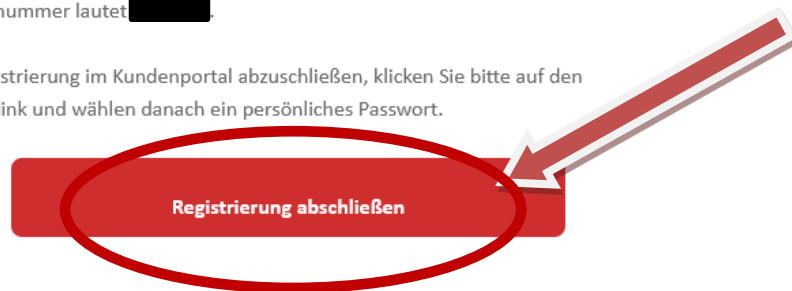 nummer lautet .
strierung im Kundenportal abzuschließen, klicken Sie bitte auf den
link und wählen danach ein persönliches Passwort.
Registrierung abschließen